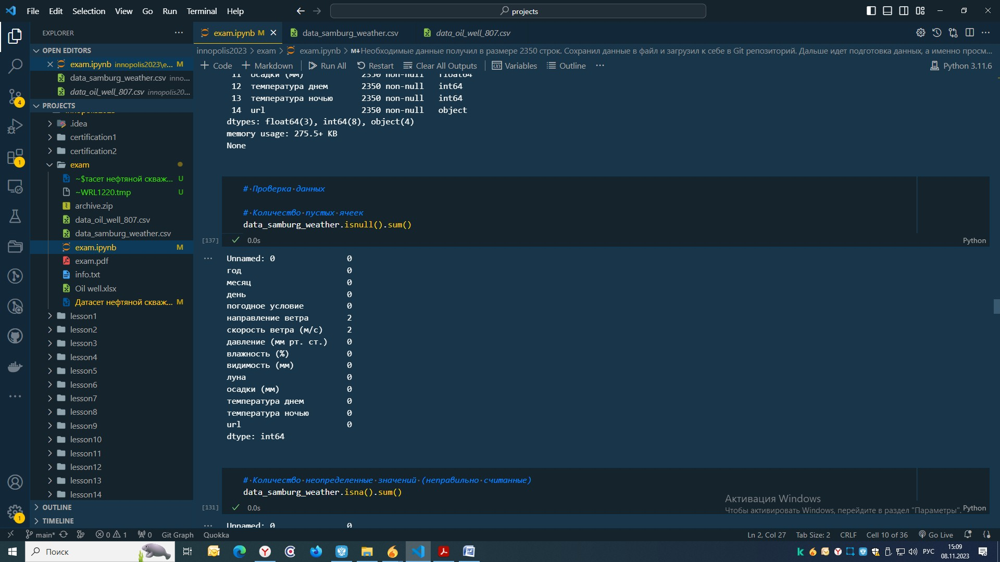 File Edit Selection View Go Run Terminal Help
projects
EXPLORER
exam.ipynb M
data_samburg_weather.csv
data_oil_well_807.csv
OPEN EDITORS
exam.ipynb innopolis2023\e... M
data_samburg_weather.csv inno...
data_oil_well_807.csv innopolis20...
PROJECTS
innopolis2023
.idea
certification1
certification2
exam
~$тасет нефтяной скваж... U
~WRL1220.tmp U
archive.zip
data_oil_well_807.csv
data_samburg_weather.csv
exam.ipynb M
exam.pdf
info.txt
Oil well.xlsx
Датасет нефтяной скваж... M
lesson1
lesson2
lesson3
lesson4
lesson5
lesson6
lesson7
lesson8
lesson9
lesson10
lesson11
lesson12
lesson13
lesson14
OUTLINE
TIMELINE
innopolis2023 > exam > exam.ipynb > M↓Необходимые данные получил в размере 2350 строк. Сохранил данные в файл и загрузил к себе в Git репозиторий. Дальше идет подготовка данных, а именно просм...
+ Code + Markdown Run All Restart Clear All Outputs Variables Outline ... Python 3.11.6
11 осадки (мм) 2350 non-null float64
12 температура днем 2350 non-null int64
13 температура ночью 2350 non-null int64
14 url 2350 non-null object
dtypes: float64(3), int64(8), object(4)
memory usage: 275.5+ KB
None
# Проверка данных
# Количество пустых ячеек
data_samburg_weather.isnull().sum()
[137] 0.0s Python
Unnamed: 0 0
год 0
месяц 0
день 0
погодное условие 0
направление ветра 2
скорость ветра (м/с) 2
давление (мм рт. ст.) 0
влажность (%) 0
видимость (мм) 0
луна 0
осадки (мм) 0
температура днем 0
температура ночью 0
url 0
dtype: int64
# Количество неопределенные значений (неправильно считанные)
data_samburg_weather.isna().sum()
[131] 0.0s Python
Unnamed: 0 0
Активация Windows
Чтобы активировать Windows, перейдите в раздел "Параметры".
4
1
1
main* 0 1 0 Git Graph Quokka Ln 2, Col 27 Tab Size: 2 CRLF Cell 10 of 36 Go Live
Поиск
РУС
15:09
08.11.2023